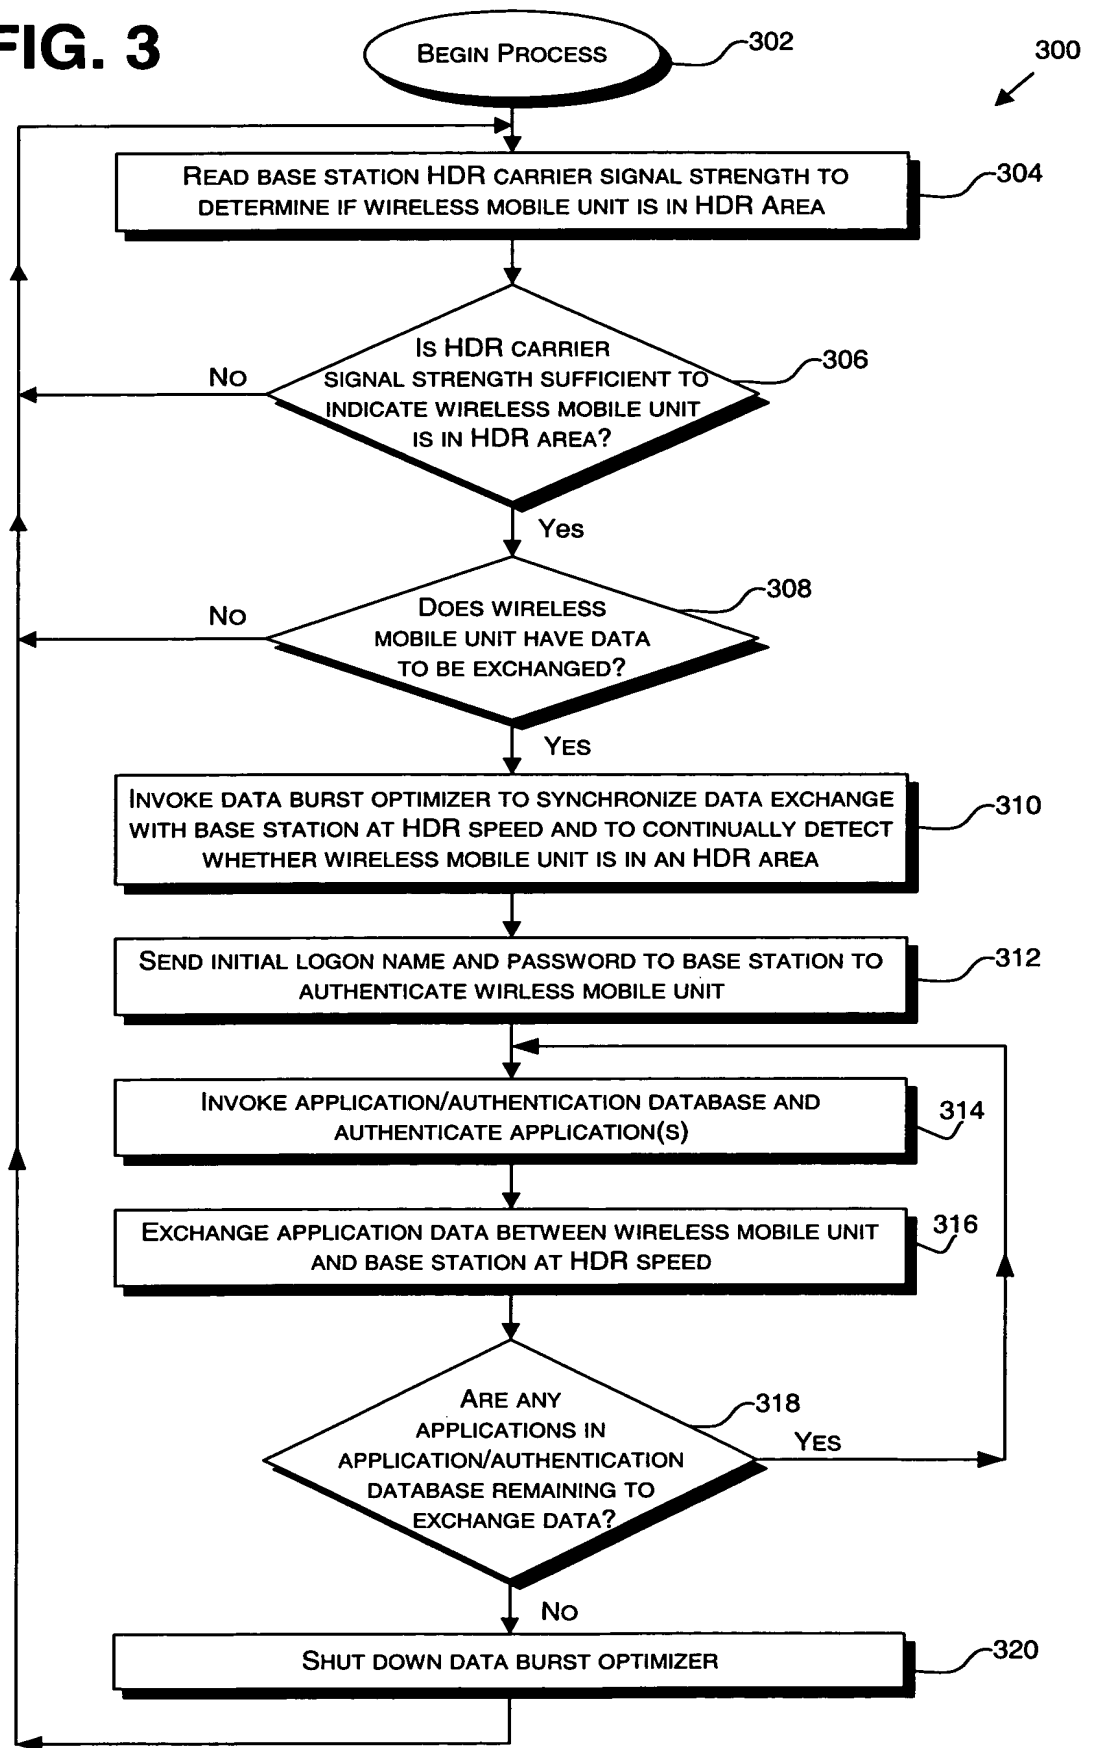 FIG. 3
BEGIN PROCESS
302
300
READ BASE STATION HDR CARRIER SIGNAL STRENGTH TO
DETERMINE IF WIRELESS MOBILE UNIT IS IN HDR AREA
304
IS HDR CARRIER
SIGNAL STRENGTH SUFFICIENT TO
INDICATE WIRELESS MOBILE UNIT
IS IN HDR AREA?
306
NO
Yes
DOES WIRELESS
MOBILE UNIT HAVE DATA
TO BE EXCHANGED?
308
NO
YES
INVOKE DATA BURST OPTIMIZER TO SYNCHRONIZE DATA EXCHANGE
WITH BASE STATION AT HDR SPEED AND TO CONTINUALLY DETECT
WHETHER WIRELESS MOBILE UNIT IS IN AN HDR AREA
310
SEND INITIAL LOGON NAME AND PASSWORD TO BASE STATION TO
AUTHENTICATE WIRLESS MOBILE UNIT
312
INVOKE APPLICATION/AUTHENTICATION DATABASE AND
AUTHENTICATE APPLICATION(S)
314
EXCHANGE APPLICATION DATA BETWEEN WIRELESS MOBILE UNIT
AND BASE STATION AT HDR SPEED
316
ARE ANY
APPLICATIONS IN
APPLICATION/AUTHENTICATION
DATABASE REMAINING TO
EXCHANGE DATA?
318
YES
NO
SHUT DOWN DATA BURST OPTIMIZER
320